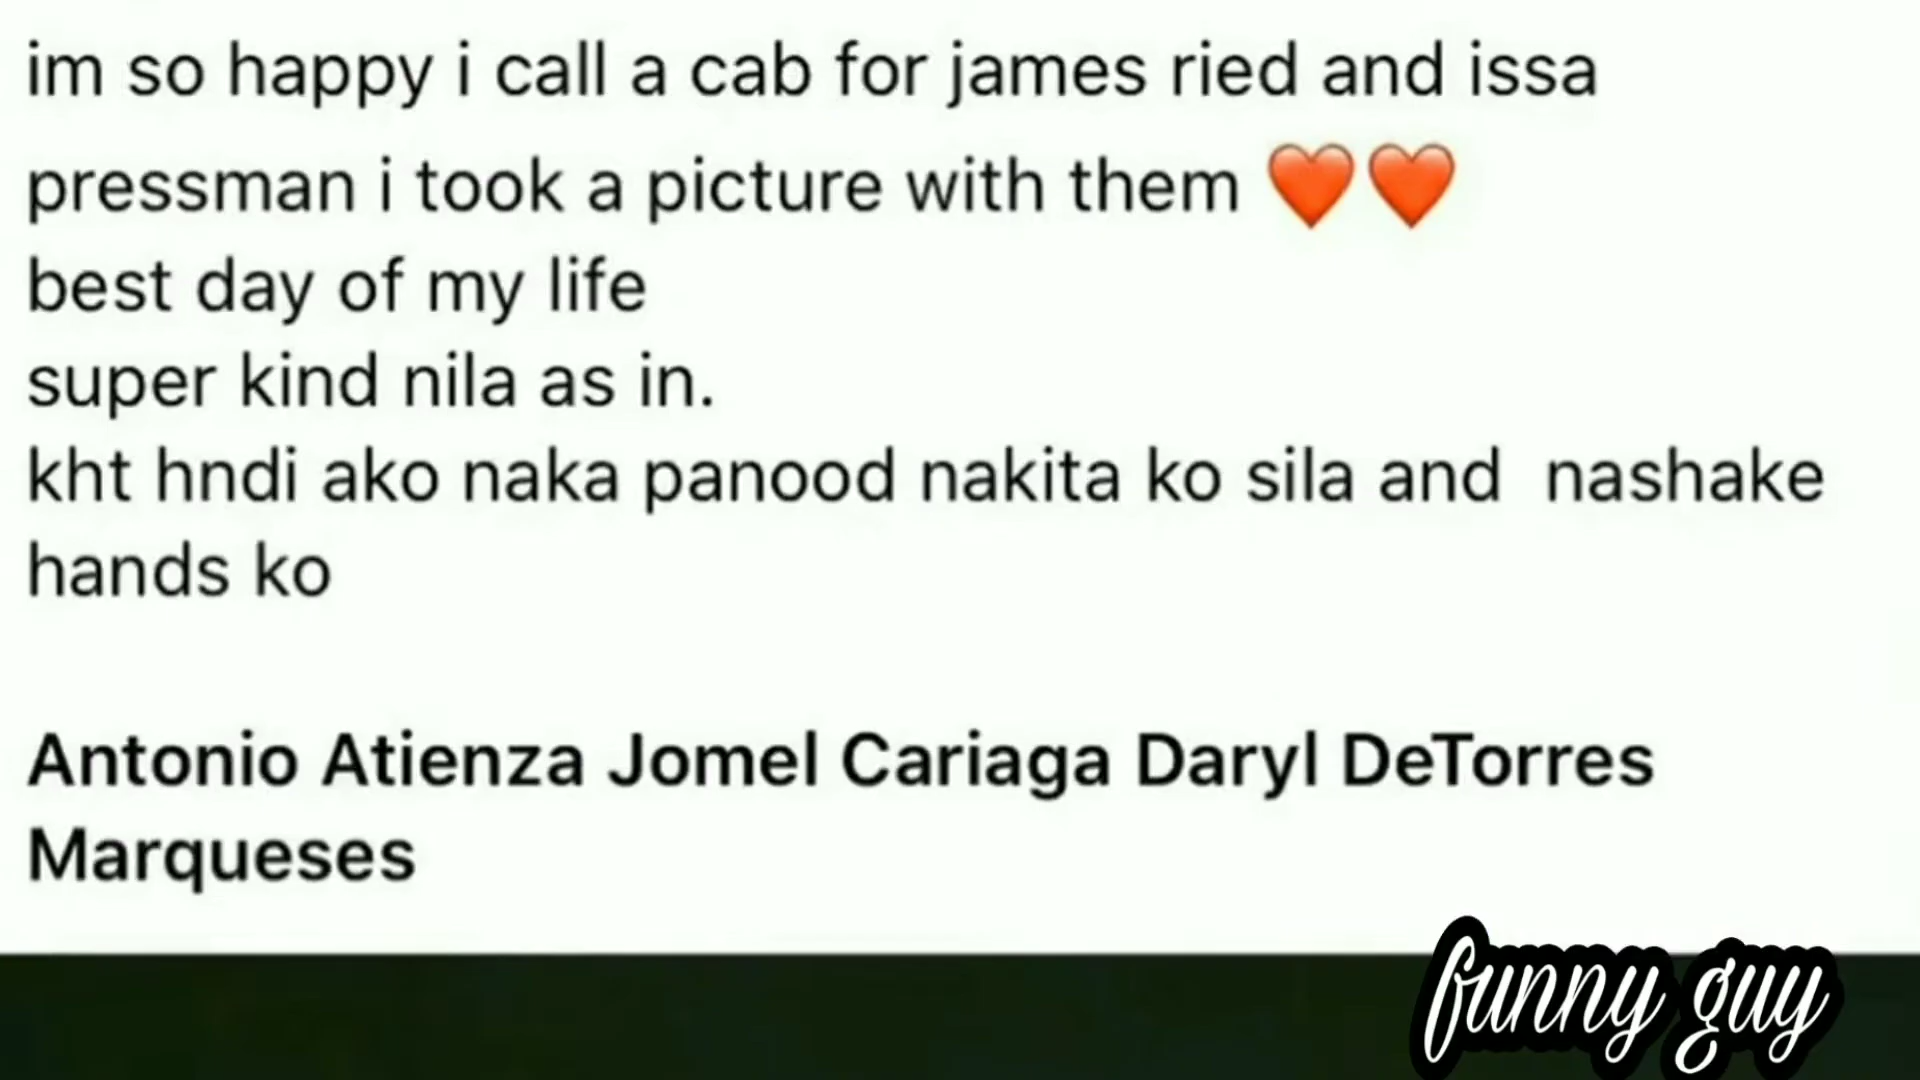 im so happy i call a cab for james ried and issa
pressman i took a picture with them ❤️❤️
best day of my life
super kind nila as in.
kht hndi ako naka panood nakita ko sila and  nashake
hands ko
Antonio Atienza Jomel Cariaga Daryl DeTorres
Marqueses
funny guy